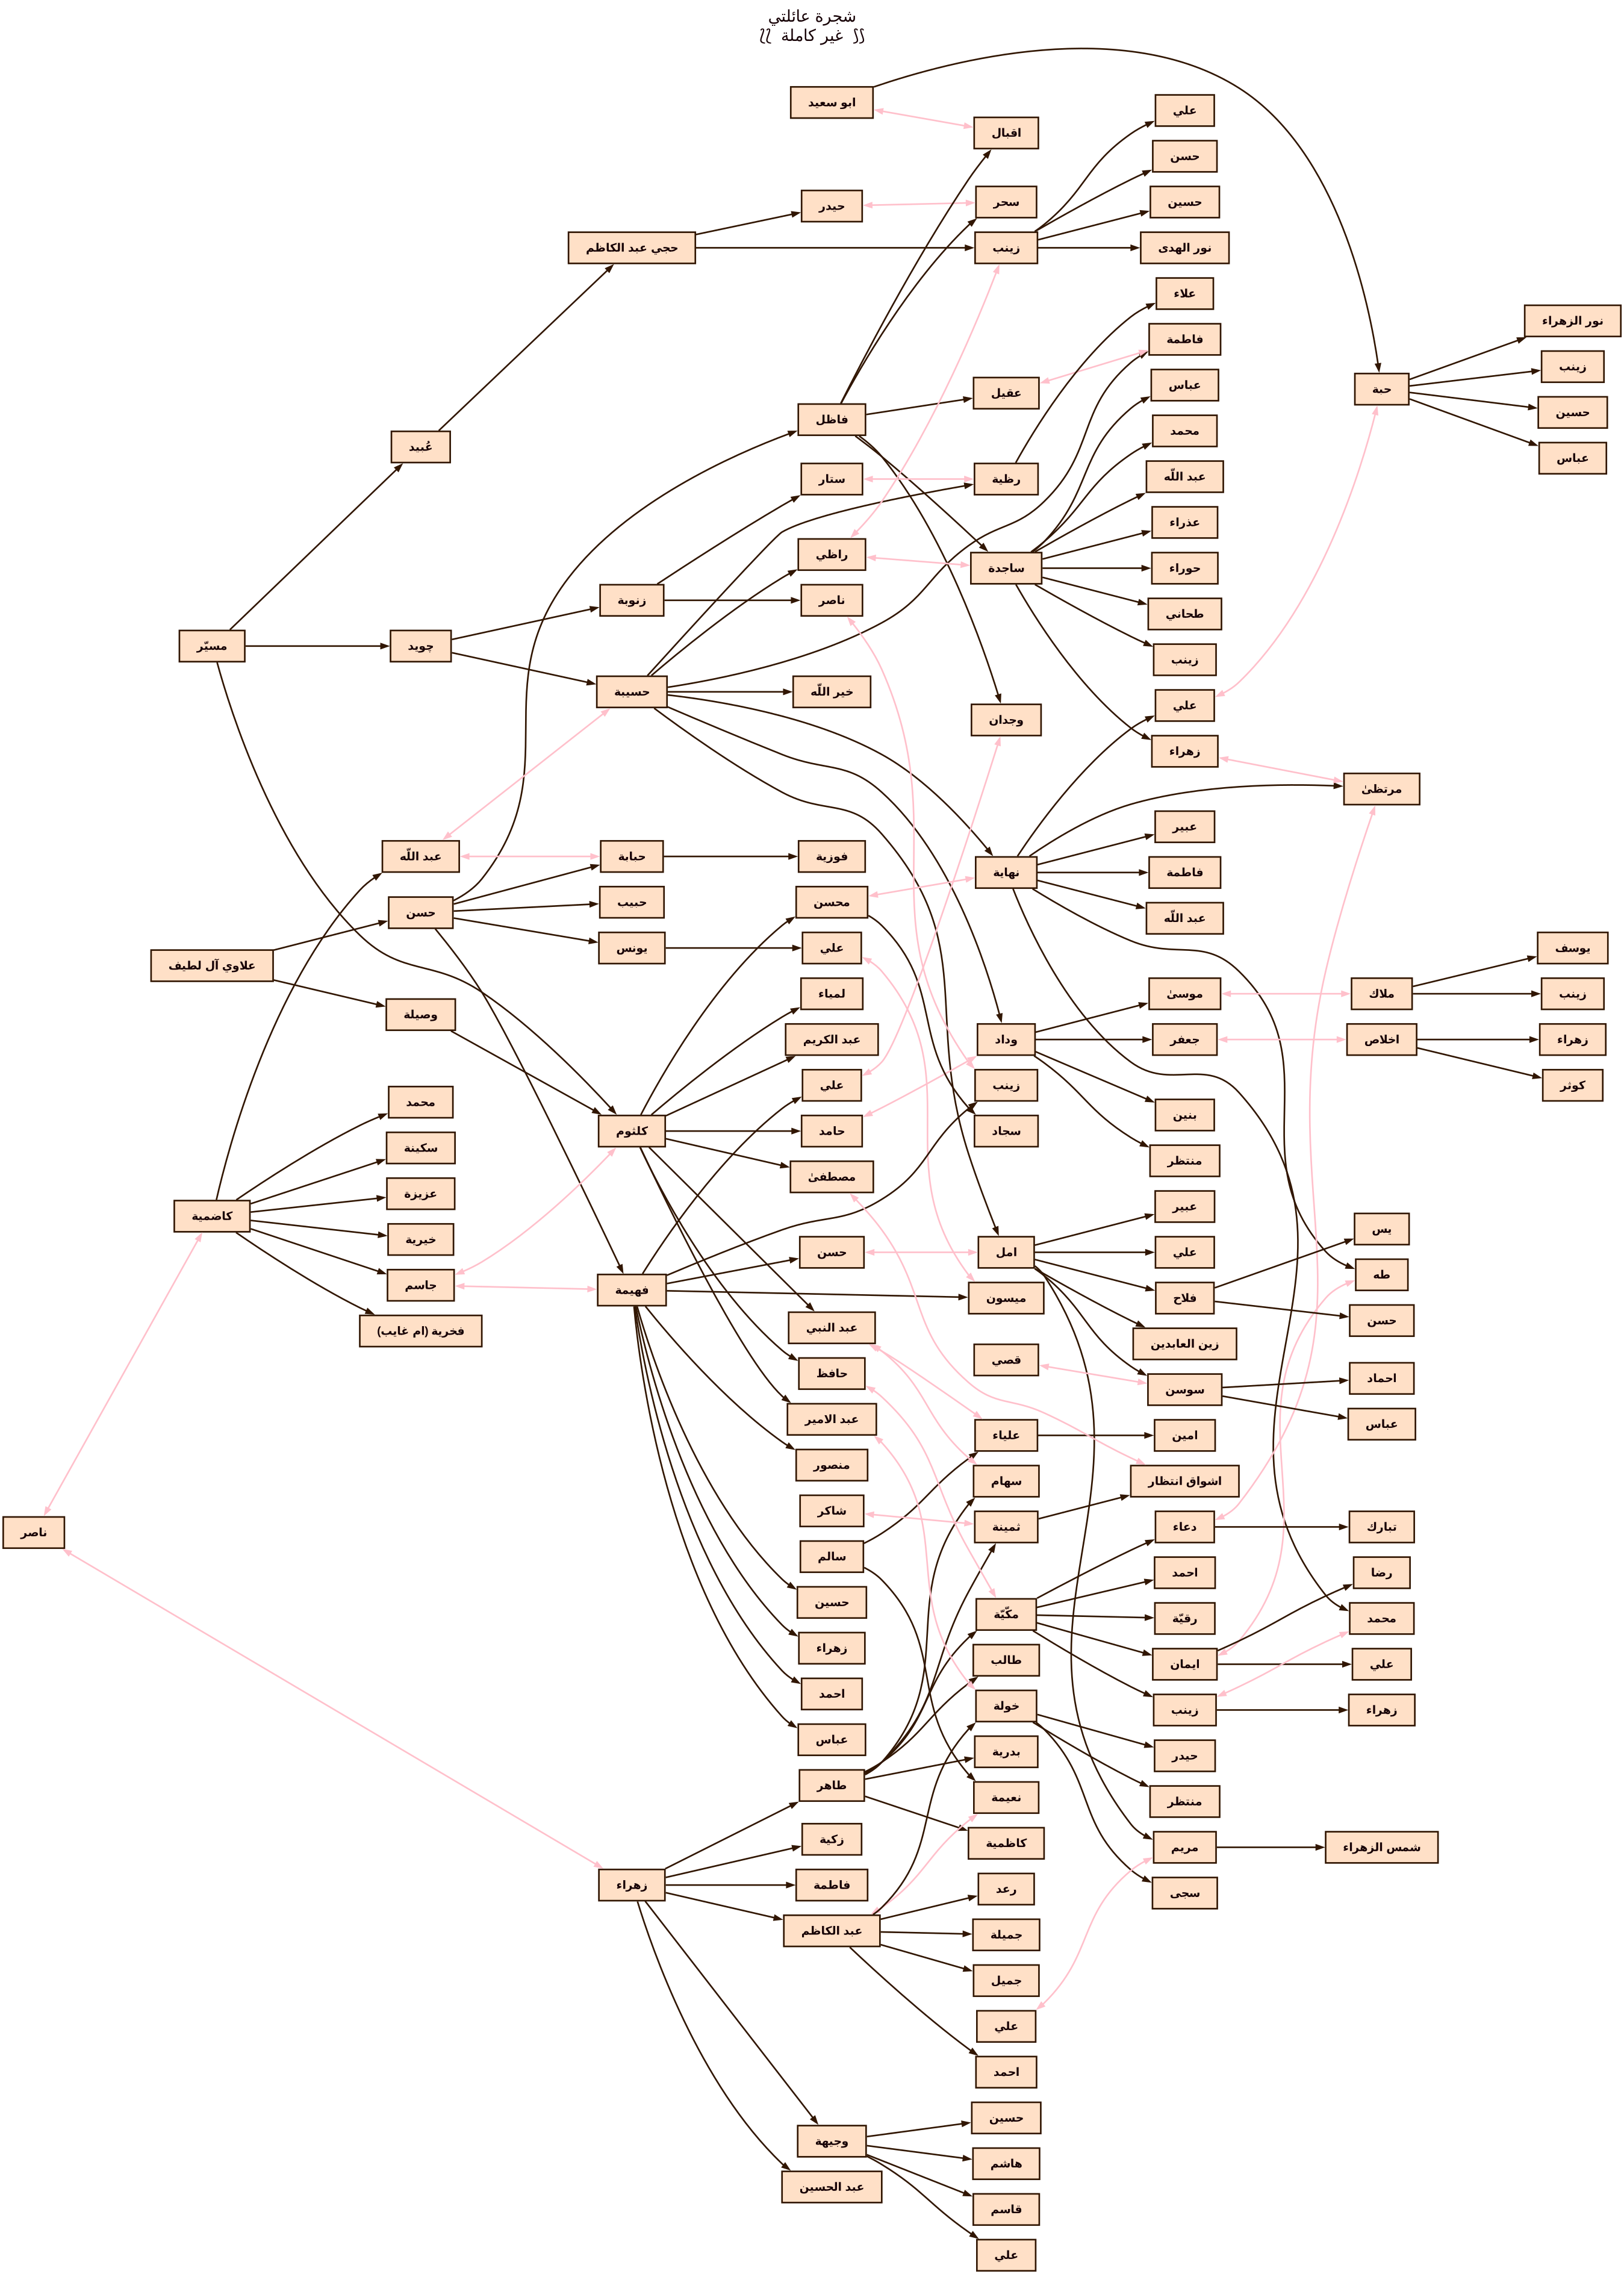 شجرة عائلتي
⟅⟅ غير كاملة ⟆⟆
ابو سعيد
علي
اقبال
حسن
سحر
حسين
حيدر
حجي عبد الكاظم
زينب
نور الهدى
علاء
نور الزهراء
فاطمة
زينب
عباس
حبة
عقيل
حسين
فاظل
محمد
عُبيد
عباس
ستار
رظية
عبد اللّه
عذراء
راظي
ساجدة
حوراء
زنوبة
ناصر
طحاني
مسيّر
چويد
زينب
حسيبة
خير اللّه
علي
وجدان
زهراء
مرتظىٰ
عبير
عبد اللّه
حبابة
فوزية
نهاية
فاطمة
حسن
حبيب
محسن
عبد اللّه
يونس
علي
يوسف
علاوي آل لطيف
لمياء
موسىٰ
ملاك
زينب
وصيلة
عبد الكريم
وداد
جعفر
اخلاص
زهراء
علي
زينب
كوثر
محمد
بنين
كلثوم
حامد
سجاد
سكينة
منتظر
مصطفىٰ
عزيزة
عبير
كاضمية
يس
خيرية
حسن
امل
علي
جاسم
طه
فهيمة
ميسون
فلاح
حسن
فخرية (ام غايب)
عبد النبي
زين العابدين
قصي
حافظ
سوسن
احماد
عبد الامير
عباس
علياء
امين
منصور
سهام
اشواق انتظار
شاكر
ثمينة
ناصر
دعاء
تبارك
سالم
احمد
رضا
حسين
مكّيّة
رقيّة
محمد
زهراء
طالب
ايمان
علي
احمد
خولة
زينب
زهراء
عباس
بدرية
حيدر
طاهر
نعيمة
منتظر
زكية
كاظمية
مريم
شمس الزهراء
زهراء
فاطمة
رعد
سجى
عبد الكاظم
جميلة
جميل
علي
احمد
حسين
وجيهة
هاشم
عبد الحسين
قاسم
علي